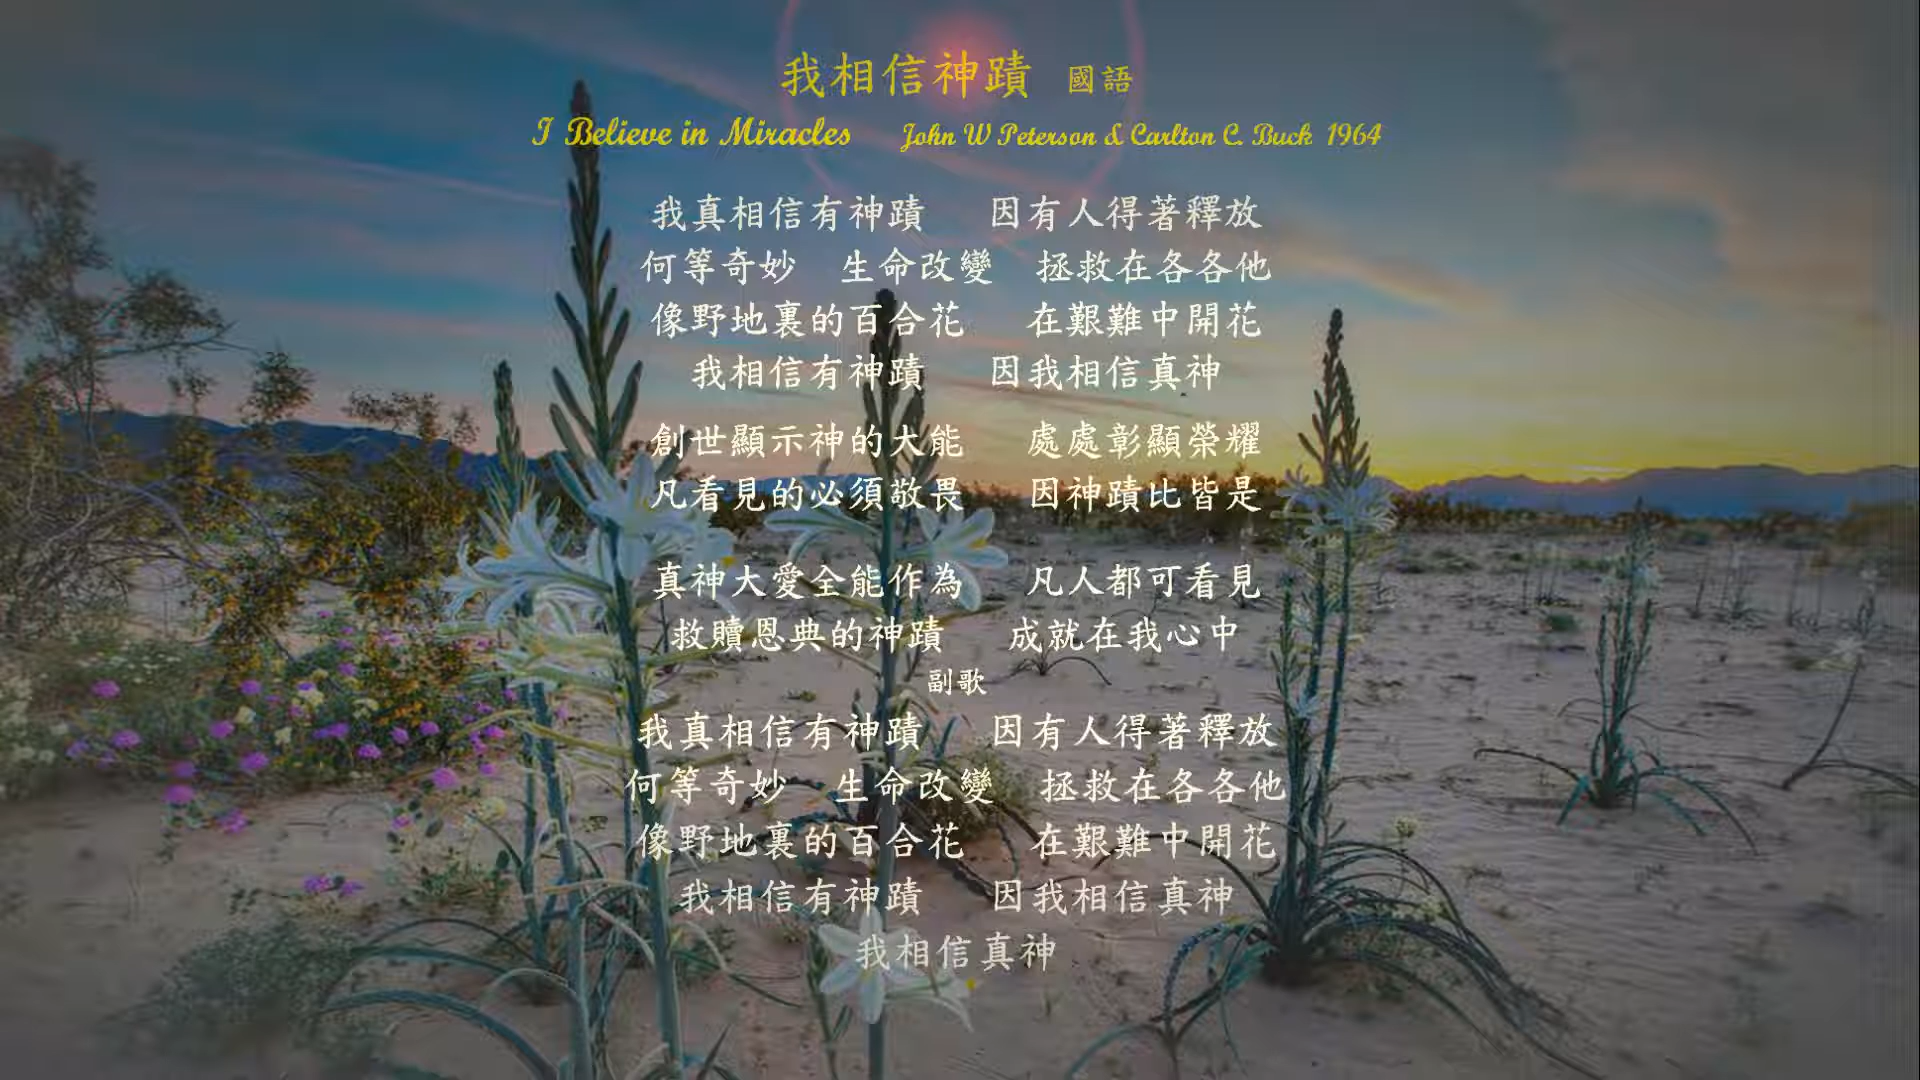 我相信神蹟 國語
I Believe in Miracles John W Peterson & Carlton C. Buck 1964
我真相信有神蹟 因有人得著釋放
何等奇妙 生命改變 拯救在各各他
像野地裏的百合花 在艱難中開花
我相信有神蹟 因我相信真神
創世顯示神的大能 處處彰顯榮耀
凡看見的必須敬畏 因神蹟比皆是
真神大愛全能作為 凡人都可看見
救贖恩典的神蹟 成就在我心中
副歌
我真相信有神蹟 因有人得著釋放
何等奇妙 生命改變 拯救在各各他
像野地裏的百合花 在艱難中開花
我相信有神蹟 因我相信真神
我相信真神